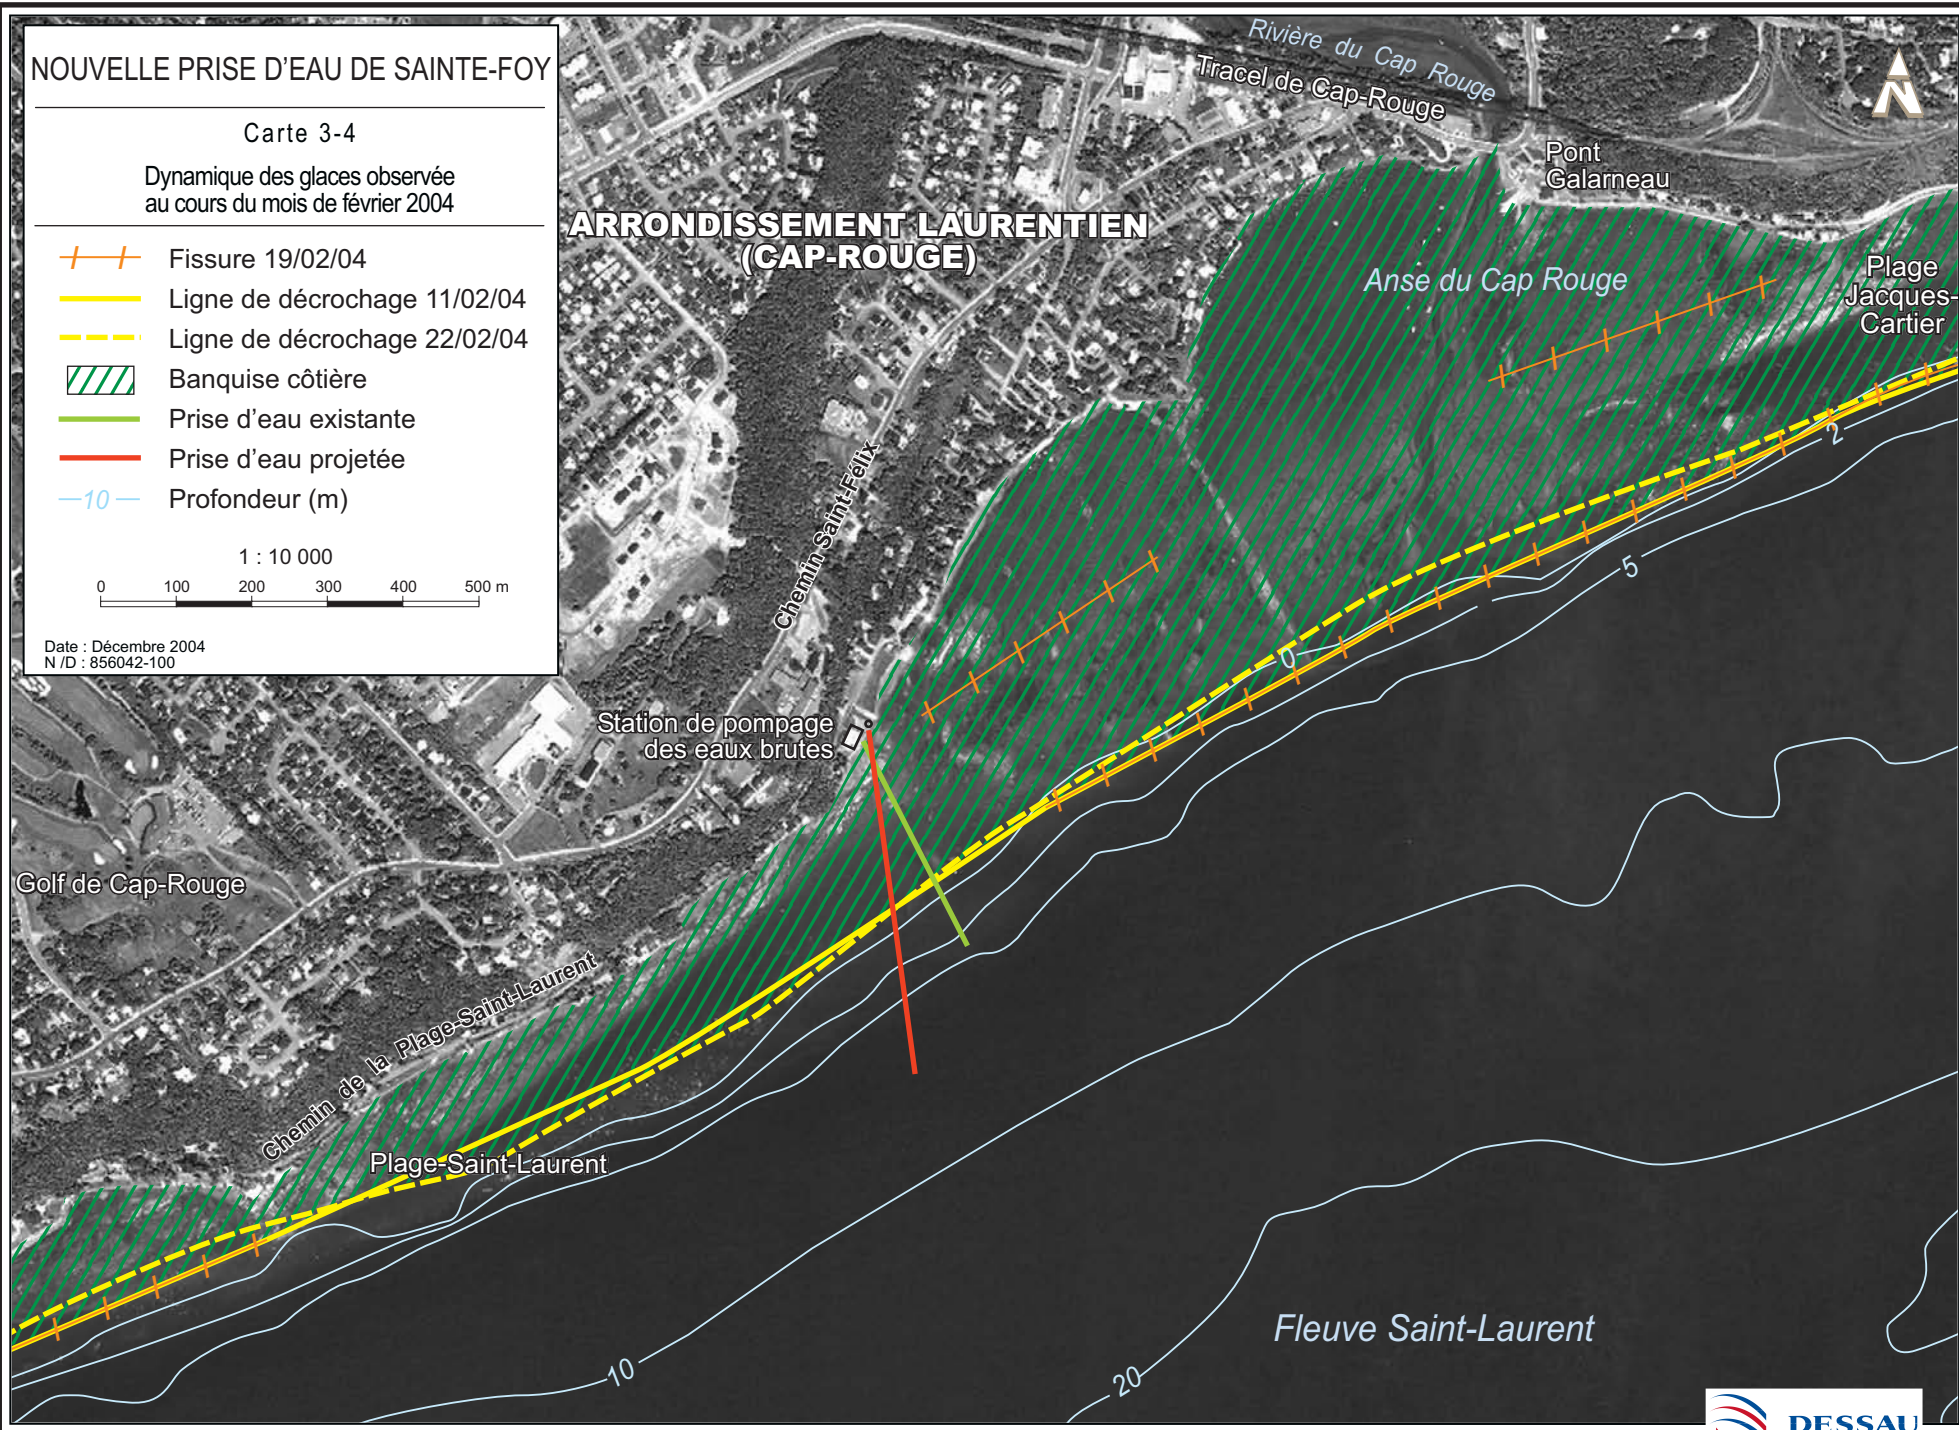 NOUVELLE PRISE D'EAU DE SAINTE-FOY
Carte 3-4
Dynamique des glaces observée
au cours du mois de février 2004
Fissure 19/02/04
Ligne de décrochage 11/02/04
Ligne de décrochage 22/02/04
Banquise côtière
Prise d'eau existante
Prise d'eau projetée
10
Profondeur (m)
1 : 10 000
0 100 200 300 400 500 m
Date : Décembre 2004
N /D : 856042-100
Rivière du Cap Rouge
Tracel de Cap-Rouge
N
Pont
Galarneau
ARRONDISSEMENT LAURENTIEN
(CAP-ROUGE)
Anse du Cap Rouge
Plage
Jacques-
Cartier
2
Chemin Saint-Félix
5
0
Station de pompage
des eaux brutes
Golf de Cap-Rouge
Chemin de la Plage-Saint-Laurent
Plage-Saint-Laurent
Fleuve Saint-Laurent
10
20
DESSAU